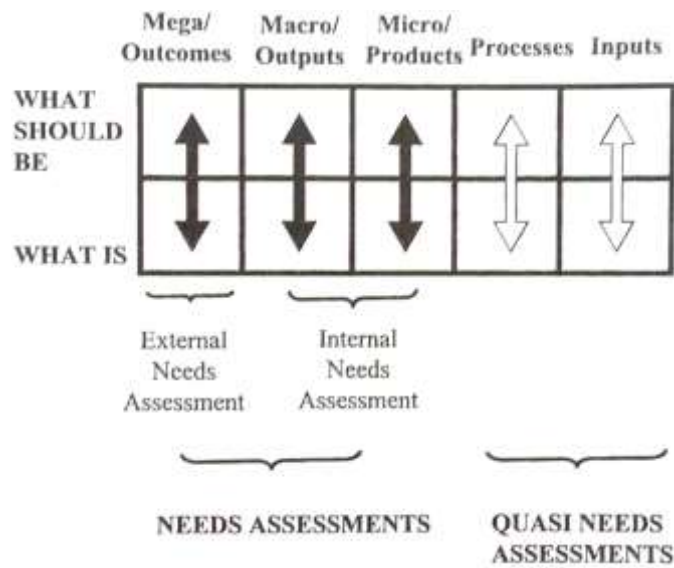 Mega/ Macro/ Micro/
Outcomes Outputs Products Processes Inputs
WHAT
SHOULD
BE
WHAT IS
External
Needs
Assessment
Internal
Needs
Assessment
NEEDS ASSESSMENTS
QUASI NEEDS
ASSESSMENTS